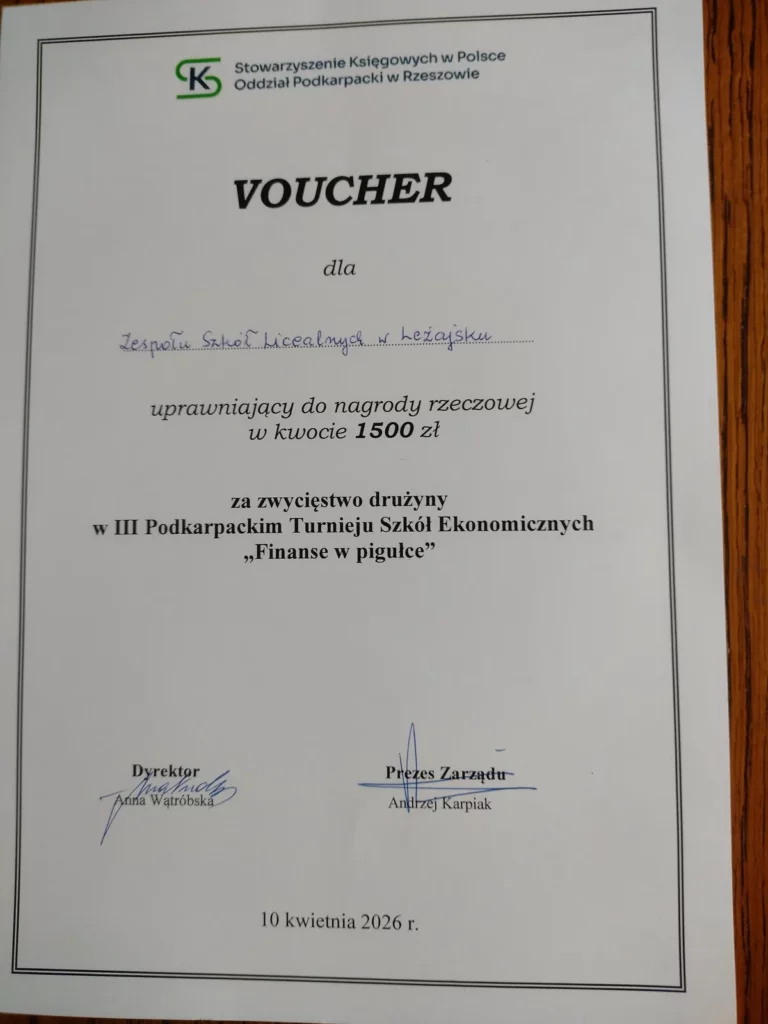 SK Stowarzyszenie Księgowych w Polsce
Oddział Podkarpacki w Rzeszowie
VOUCHER
dla
Zespołu Szkół Licealnych w Leżajsku
uprawniający do nagrody rzeczowej
w kwocie 1500 zł
za zwycięstwo drużyny
w III Podkarpackim Turnieju Szkół Ekonomicznych
„Finanse w pigułce”
Dyrektor
Anna Wątróbska
Prezes Zarządu
Andrzej Karpiak
10 kwietnia 2026 r.